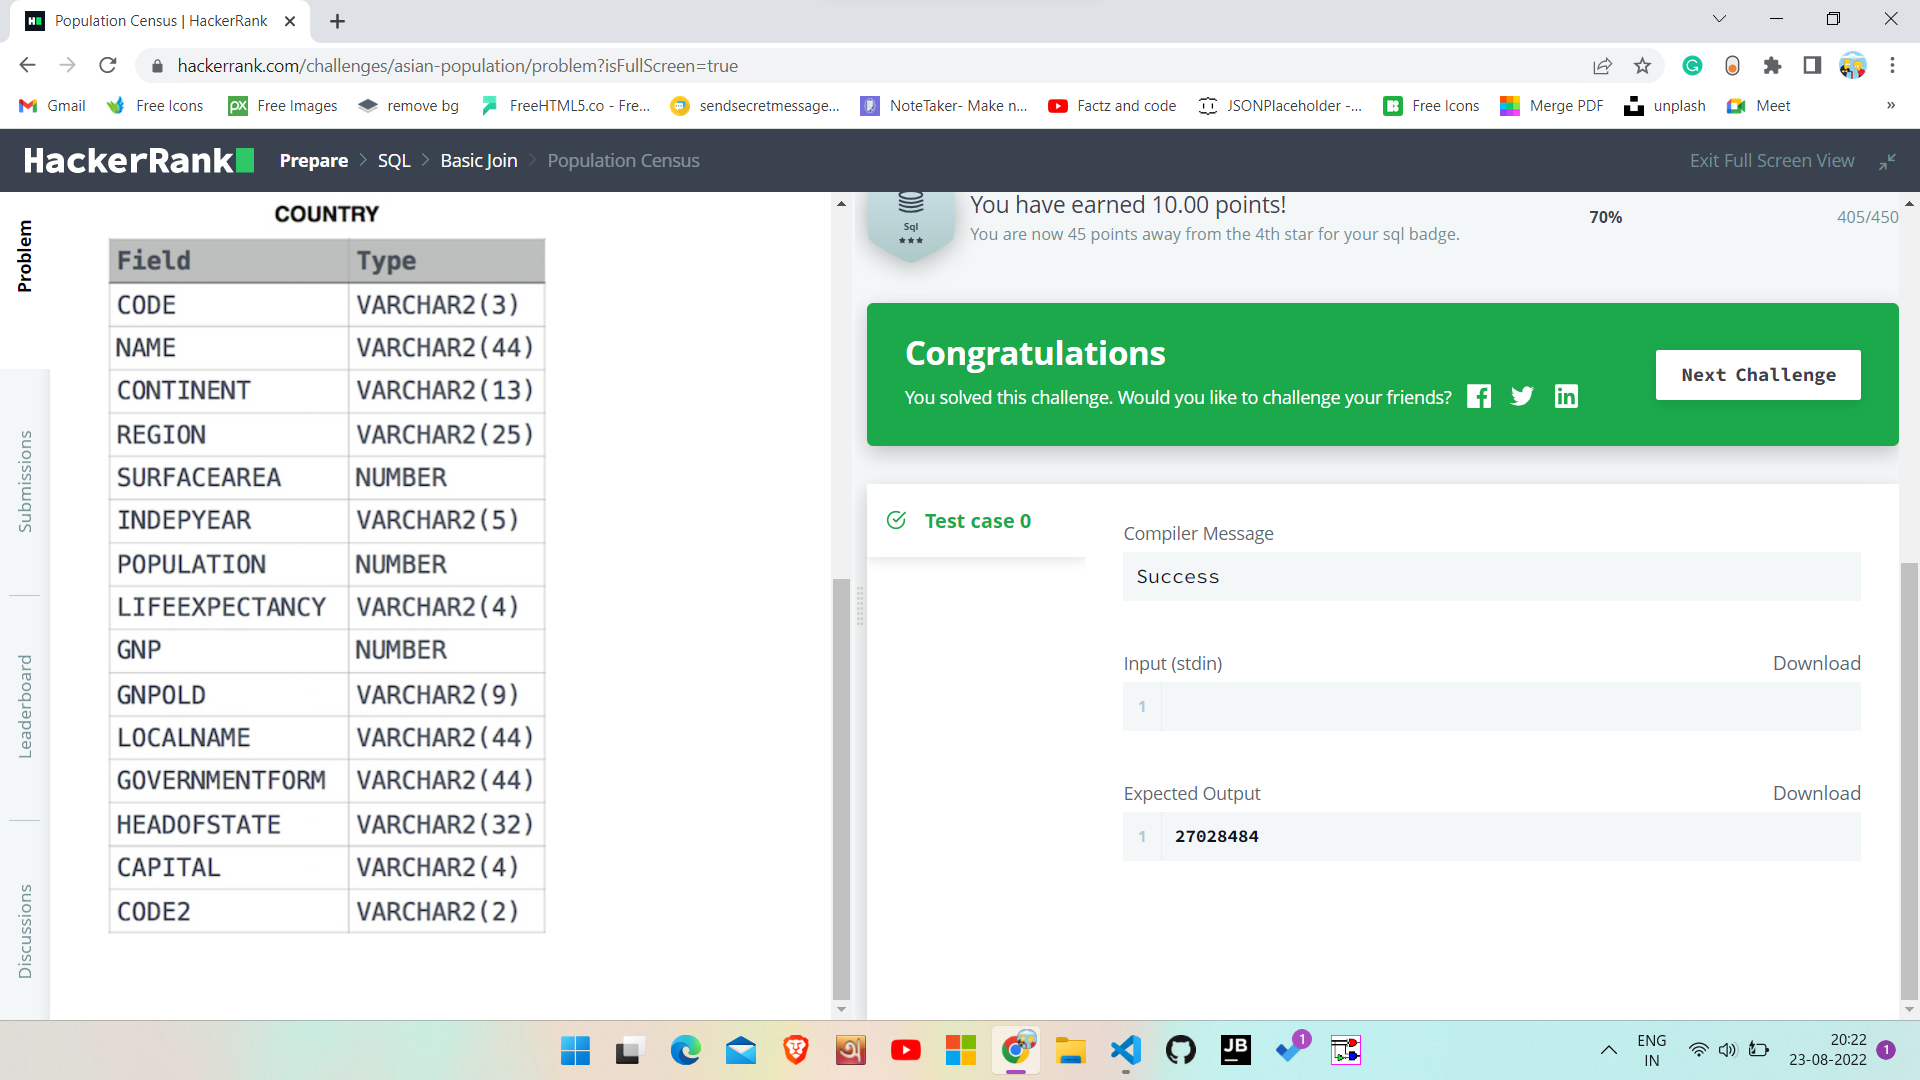 Population Census | HackerRank
hackerrank.com/challenges/asian-population/problem?isFullScreen=true
Gmail
Free Icons
px
Free Images
remove bg
FreeHTML5.co - Fre...
sendsecretmessage...
NoteTaker- Make n...
Factz and code
JSONPlaceholder -...
Free Icons
Merge PDF
unplash
Meet
»
HackerRank
Prepare
SQL
Basic Join
Population Census
Exit Full Screen View
Problem
Submissions
Leaderboard
Discussions
COUNTRY
Field Type
CODE VARCHAR2(3)
NAME VARCHAR2(44)
CONTINENT VARCHAR2(13)
REGION VARCHAR2(25)
SURFACEAREA NUMBER
INDEPYEAR VARCHAR2(5)
POPULATION NUMBER
LIFEEXPECTANCY VARCHAR2(4)
GNP NUMBER
GNPOLD VARCHAR2(9)
LOCALNAME VARCHAR2(44)
GOVERNMENTFORM VARCHAR2(44)
HEADOFSTATE VARCHAR2(32)
CAPITAL VARCHAR2(4)
CODE2 VARCHAR2(2)
Sql
You have earned 10.00 points!
You are now 45 points away from the 4th star for your sql badge.
70%
405/450
Congratulations
You solved this challenge. Would you like to challenge your friends?
Next Challenge
Test case 0
Compiler Message
Success
Input (stdin)
Download
1
Expected Output
Download
1 27028484
JB
1
ENG
IN
20:22
23-08-2022
1